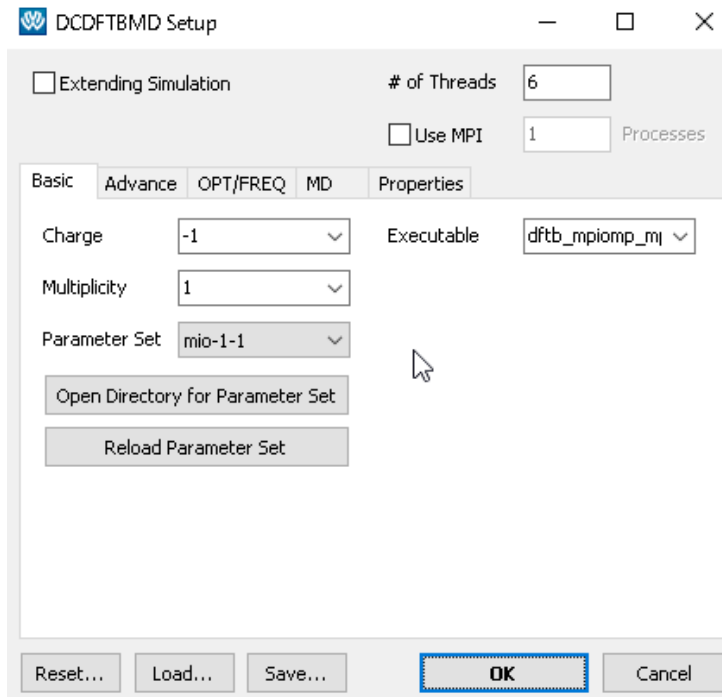 DCDFTBMD Setup
Extending Simulation
# of Threads 6
Use MPI 1 Processes
Basic Advance OPT/FREQ MD Properties
Charge -1 Executable dftb_mpiomp_m
Multiplicity 1
Parameter Set mio-1-1
Open Directory for Parameter Set
Reload Parameter Set
Reset... Load... Save... OK Cancel